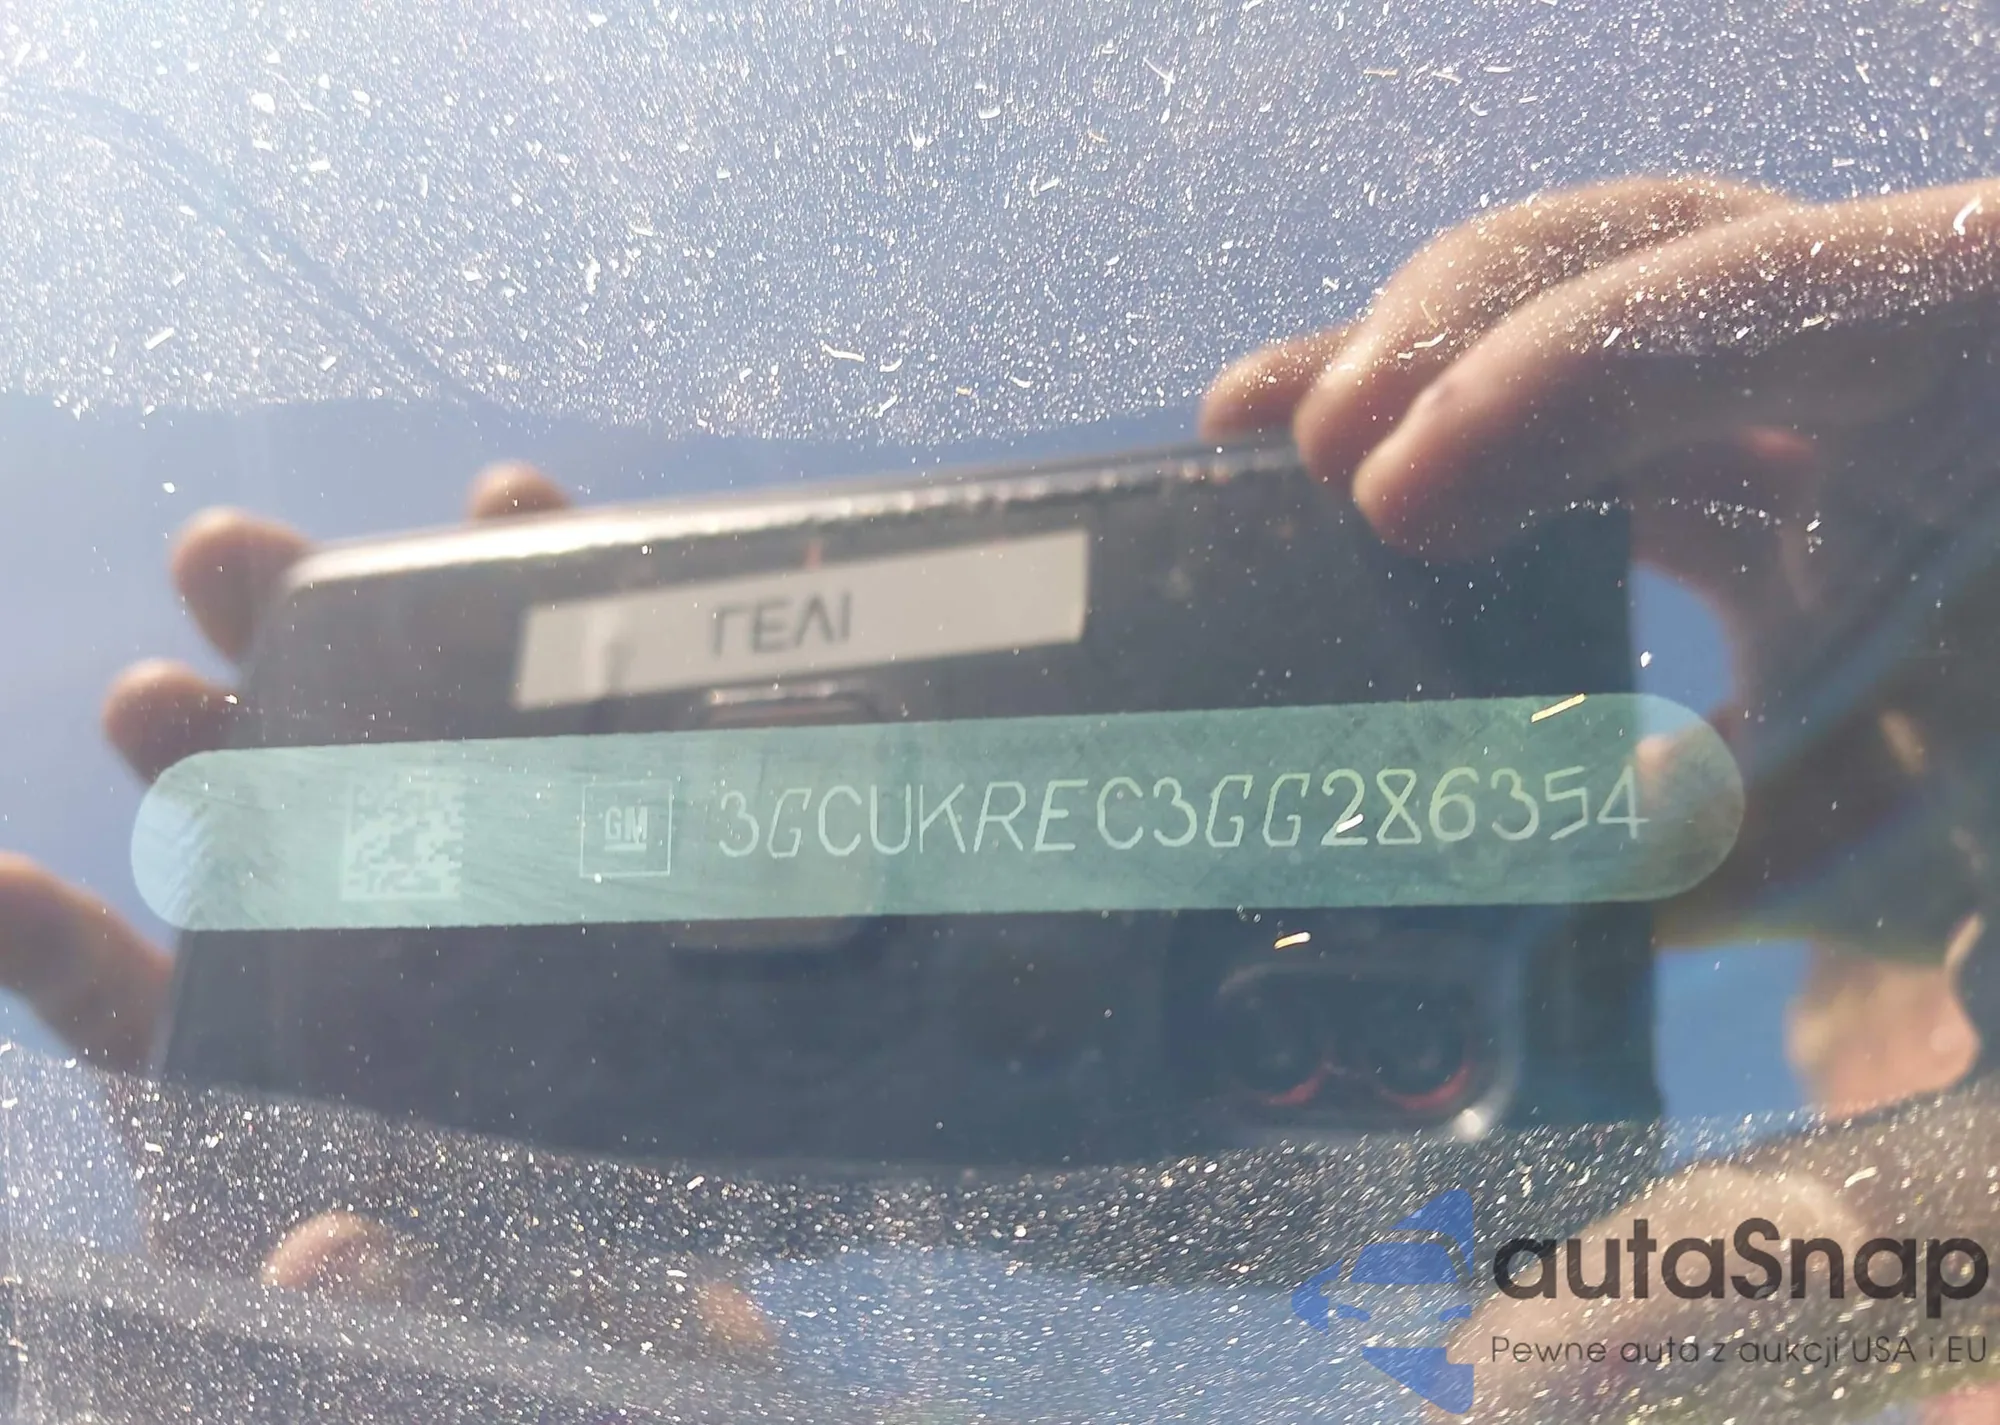 ΓΕΛΙ
GM 3GCUKREC3GG286354
autaSnap
Pewne auta z aukcji USA i EU